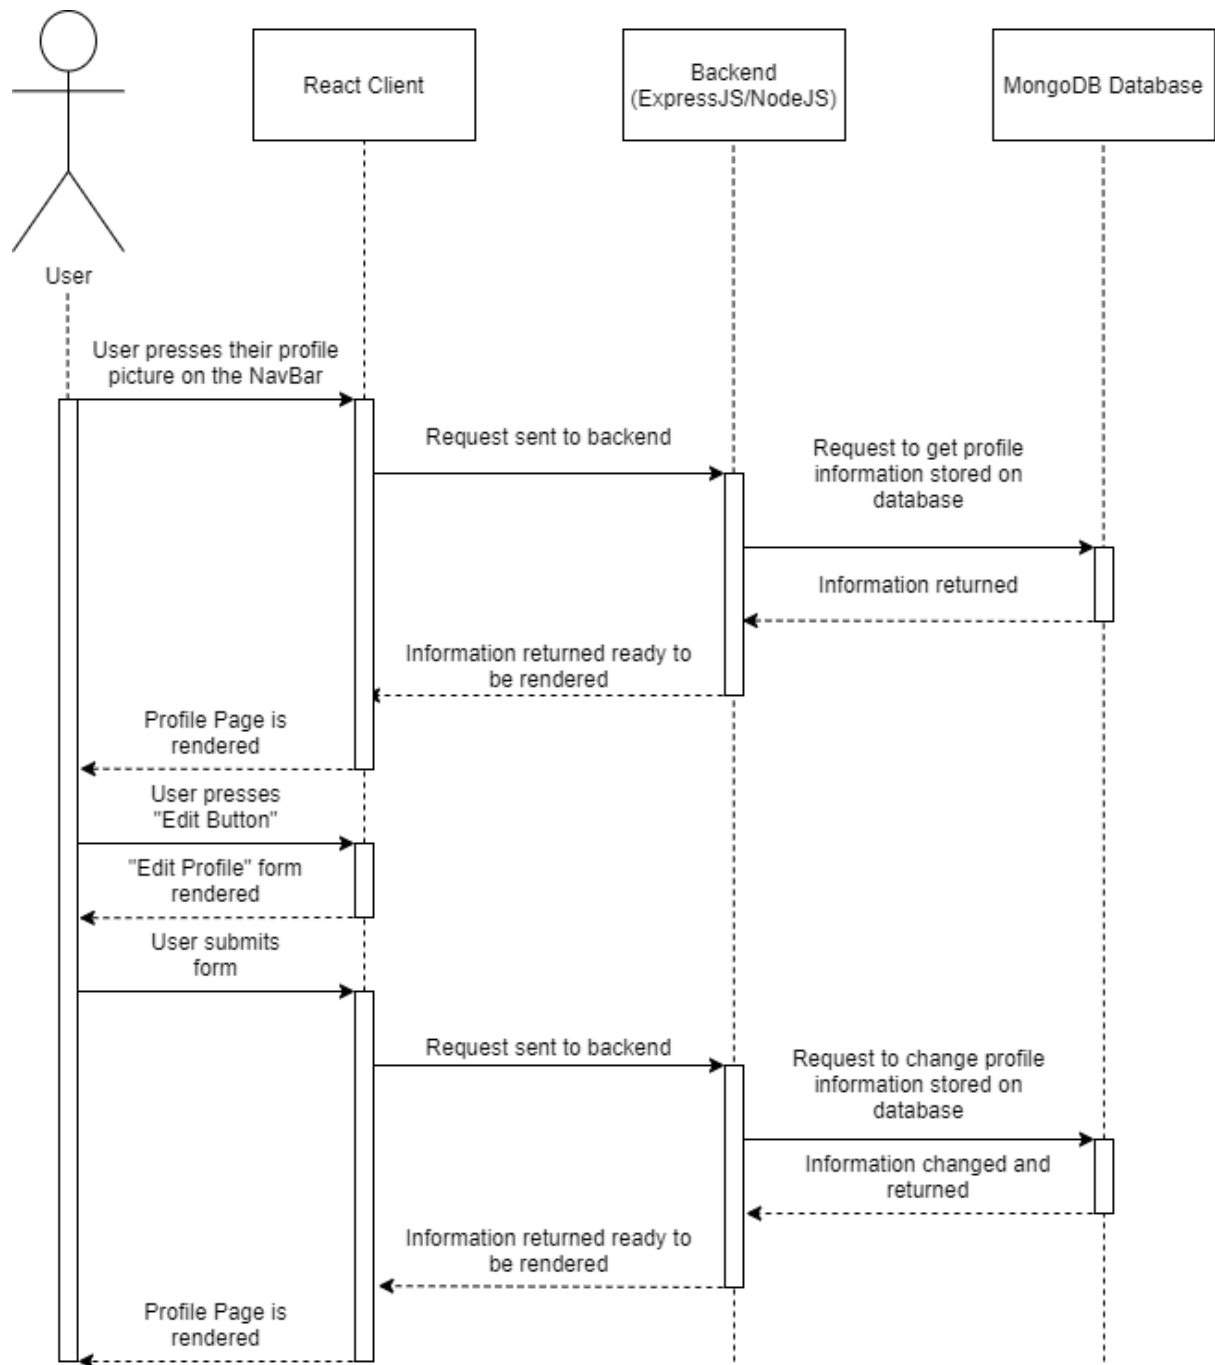 React Client
Backend
(ExpressJS/NodeJS)
MongoDB Database
User
User presses their profile
picture on the NavBar
Request sent to backend
Request to get profile
information stored on
database
Information returned
Information returned ready to
be rendered
Profile Page is
rendered
User presses
"Edit Button"
"Edit Profile" form
rendered
User submits
form
Request sent to backend
Request to change profile
information stored on
database
Information changed and
returned
Information returned ready to
be rendered
Profile Page is
rendered